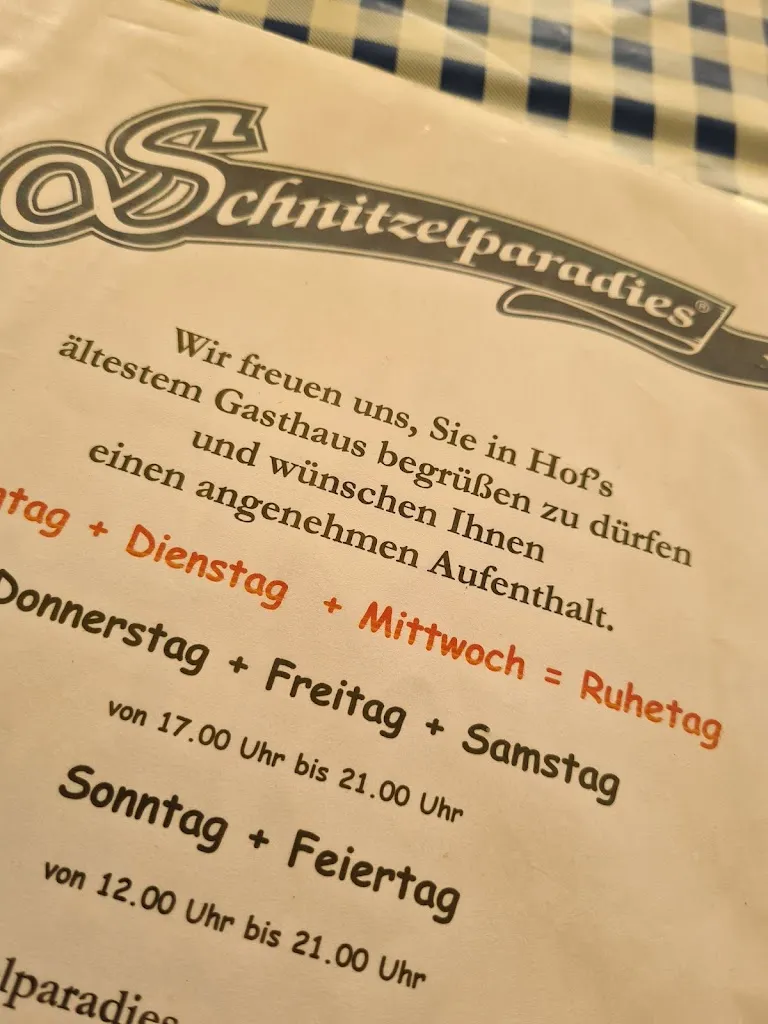 Schnitzelparadies®
Wir freuen uns, Sie in Hof's
ältestem Gasthaus begrüßen zu dürfen
und wünschen Ihnen
einen angenehmen Aufenthalt.
ntag + Dienstag + Mittwoch = Ruhetag
Donnerstag + Freitag + Samstag
von 17.00 Uhr bis 21.00 Uhr
Sonntag + Feiertag
von 12.00 Uhr bis 21.00 Uhr
lparadies